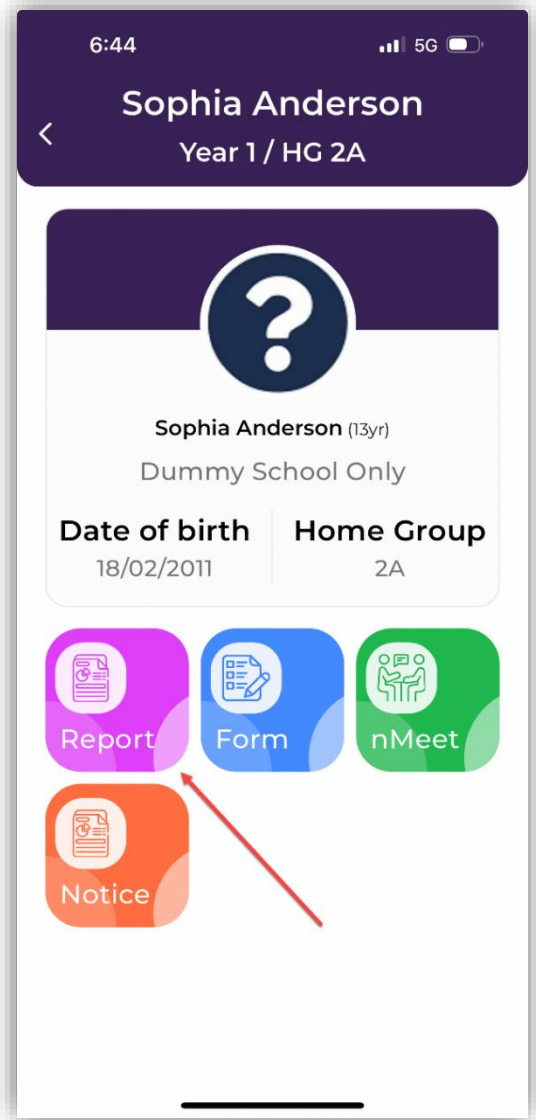 6:44 5G
Sophia Anderson
Year 1 / HG 2A
?
Sophia Anderson (13yr)
Dummy School Only
Date of birth Home Group
18/02/2011 2A
Report Form nMeet
Notice